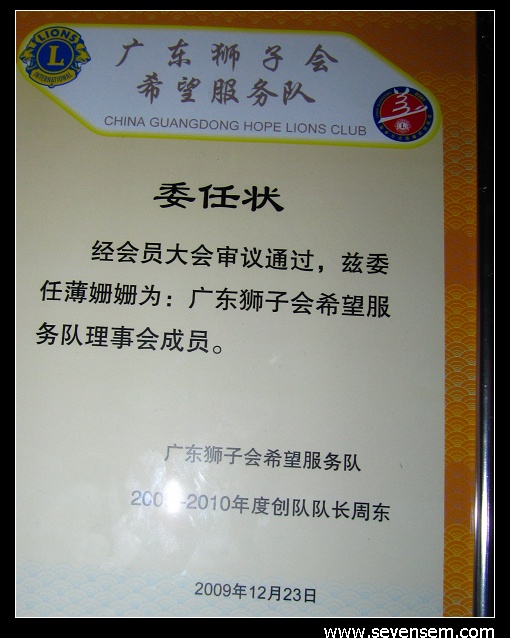 LIONS
L
INTERNATIONAL
广东狮子会
希望服务队
CHINA GUANGDONG HOPE LIONS CLUB
委任状
经会员大会审议通过，兹委
任薄姗姗为：广东狮子会希望服
务队理事会成员。
广东狮子会希望服务队
-2010年度创队队长周东
2009年12月23日
www.sevensem.com